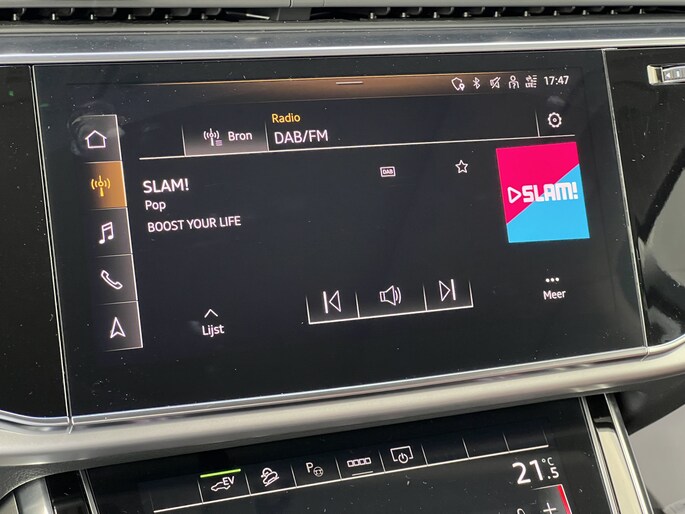 17:47
Radio
Bron
DAB/FM
SLAM!
DAB
Pop
BOOST YOUR LIFE
SLAM!
Lijst
Meer
EV
P
21.5°C